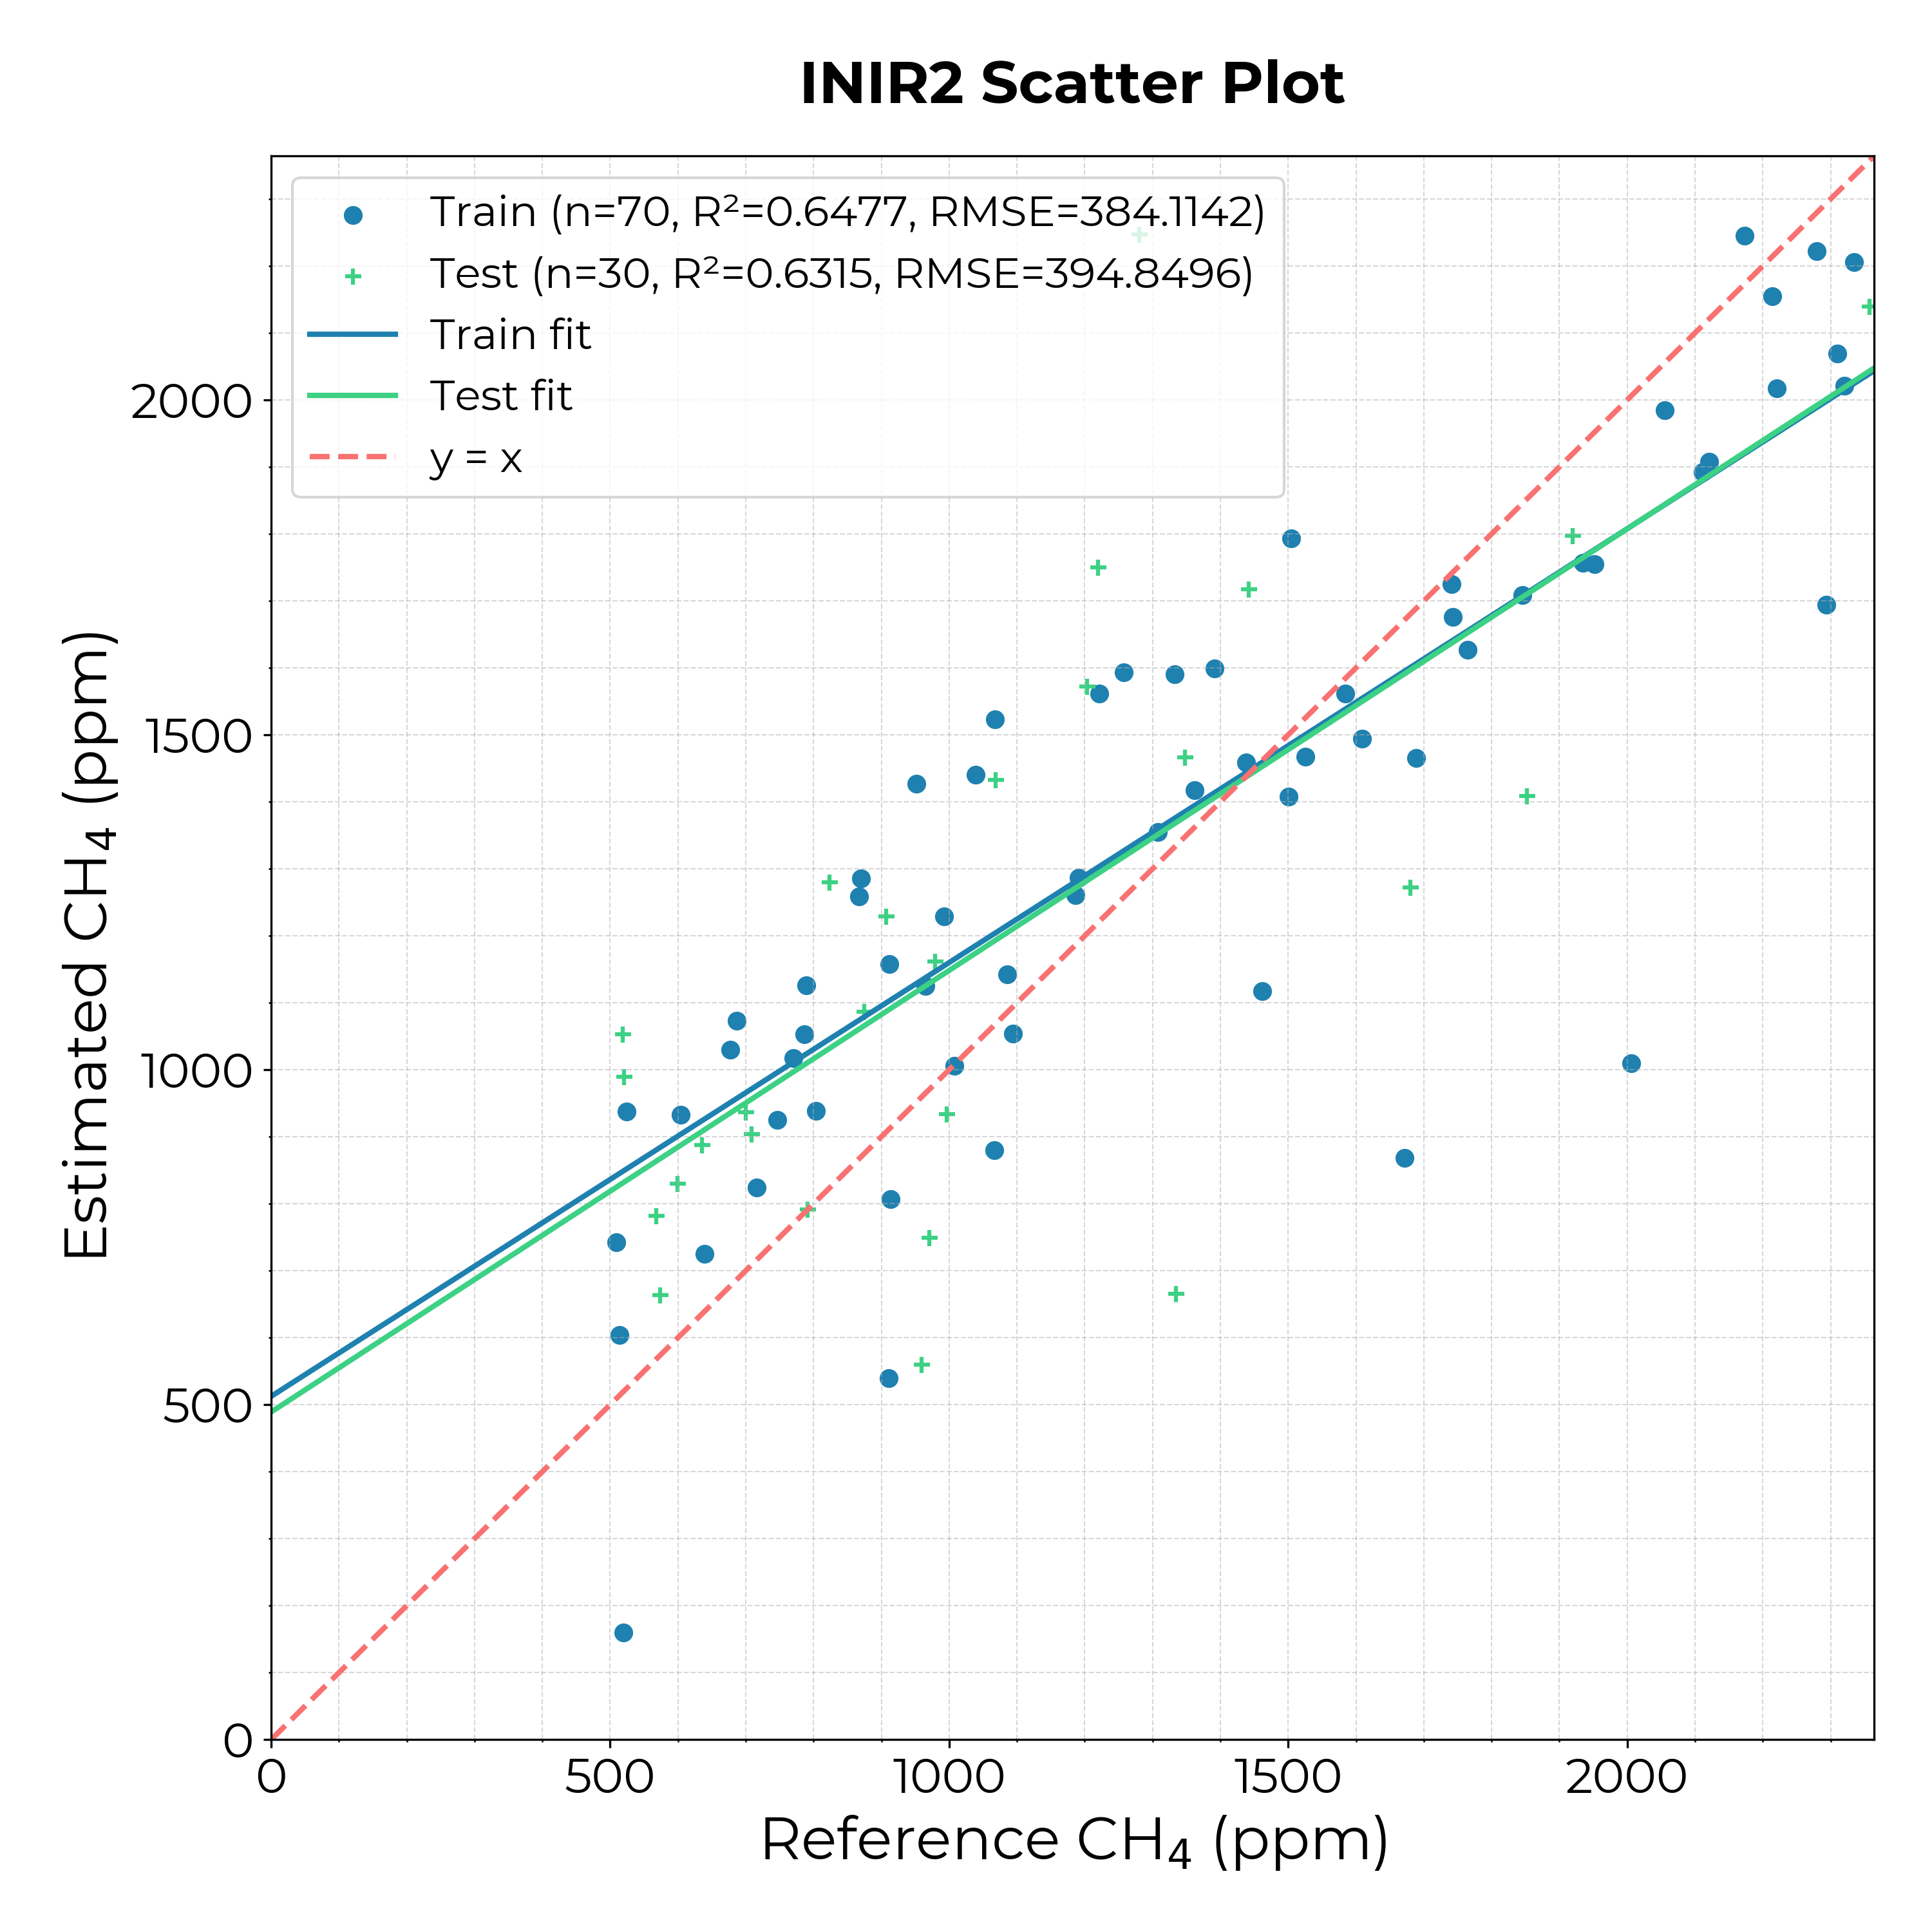 INIR2 Scatter Plot
Train (n=70, R²=0.6477, RMSE=384.1142)
Test (n=30, R²=0.6315, RMSE=394.8496)
Train fit
Test fit
y = x
Estimated CH₄ (ppm)
2000
1500
1000
500
0
0 500 1000 1500 2000
Reference CH₄ (ppm)